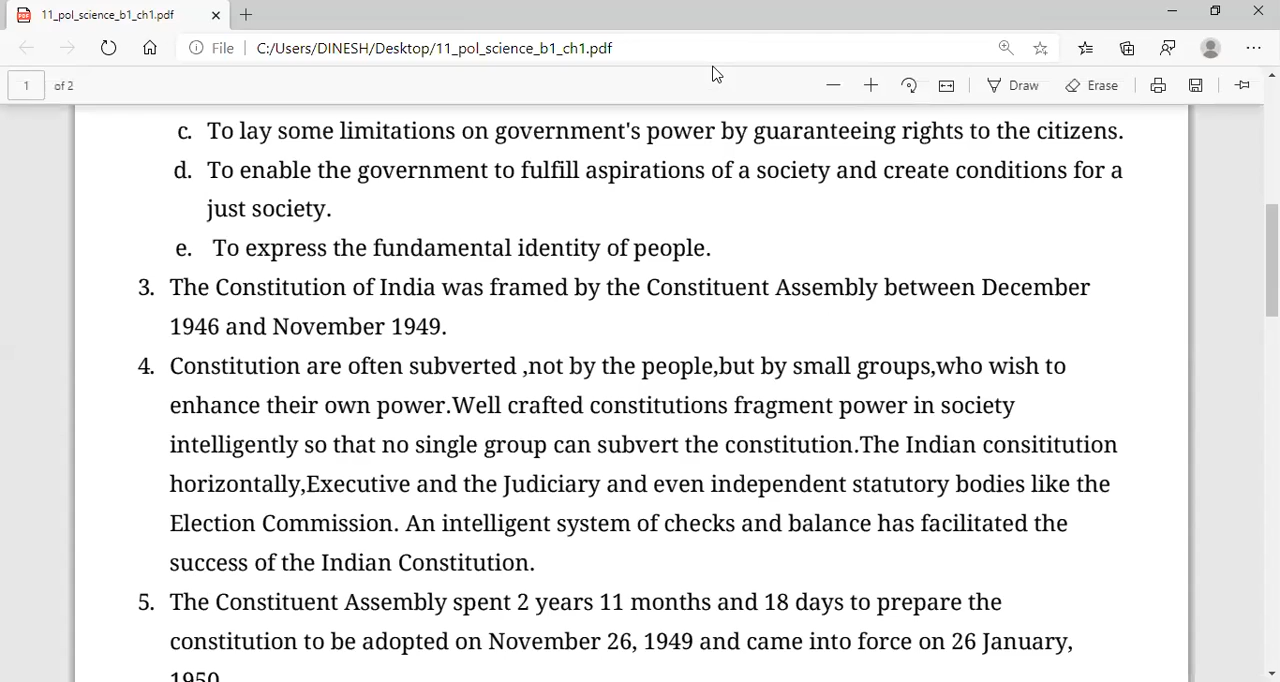 11_pol_science_b1_ch1.pdf
File C:/Users/DINESH/Desktop/11_pol_science_b1_ch1.pdf
1 of 2 Draw Erase
c. To lay some limitations on government's power by guaranteeing rights to the citizens.
d. To enable the government to fulfill aspirations of a society and create conditions for a
just society.
e. To express the fundamental identity of people.
3. The Constitution of India was framed by the Constituent Assembly between December
1946 and November 1949.
4. Constitution are often subverted ,not by the people,but by small groups,who wish to
enhance their own power.Well crafted constitutions fragment power in society
intelligently so that no single group can subvert the constitution.The Indian consititution
horizontally,Executive and the Judiciary and even independent statutory bodies like the
Election Commission. An intelligent system of checks and balance has facilitated the
success of the Indian Constitution.
5. The Constituent Assembly spent 2 years 11 months and 18 days to prepare the
constitution to be adopted on November 26, 1949 and came into force on 26 January,
1950